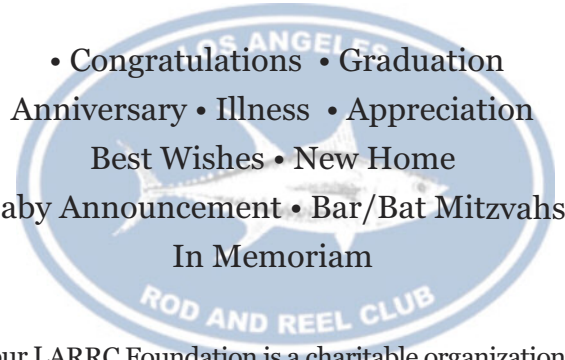 LOS ANGELES
• Congratulations • Graduation
Anniversary • Illness • Appreciation
Best Wishes • New Home
aby Announcement • Bar/Bat Mitzvahs
In Memoriam
ROD AND REEL CLUB
our LARRC Foundation is a charitable organization